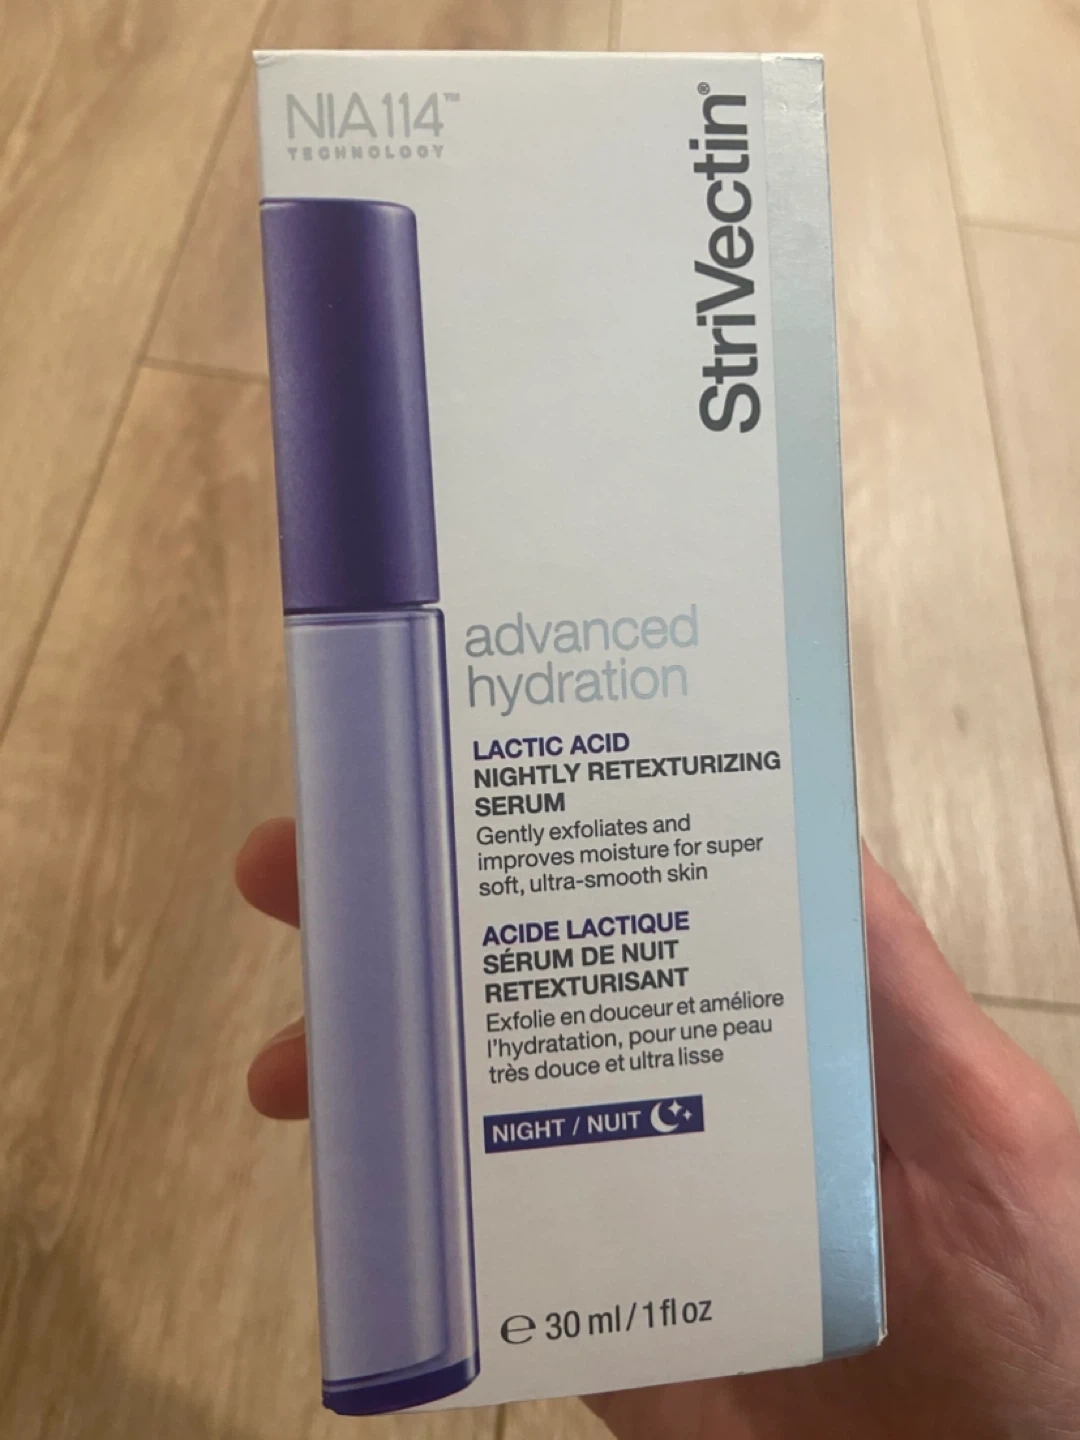 NIA114™
TECHNOLOGY
StriVectin®
advanced
hydration
LACTIC ACID
NIGHTLY RETEXTURIZING
SERUM
Gently exfoliates and
improves moisture for super
soft, ultra-smooth skin
ACIDE LACTIQUE
SÉRUM DE NUIT
RETEXTURISANT
Exfolie en douceur et améliore
l'hydratation, pour une peau
très douce et ultra lisse
NIGHT / NUIT
℮ 30 ml / 1 fl oz